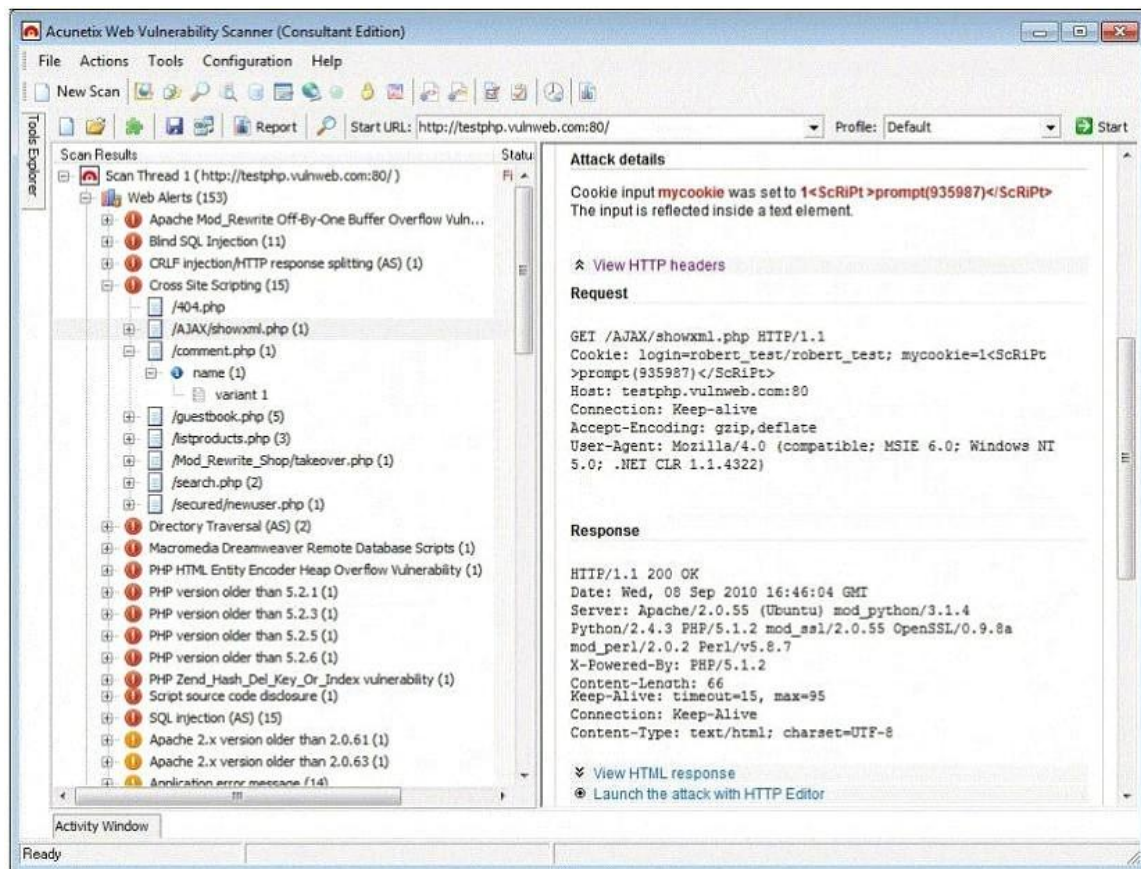 Acunetix Web Vulnerability Scanner (Consultant Edition)
File Actions Tools Configuration Help
New Scan
Tools Explorer
Report Start URL: http://testphp.vulnweb.com:80/ Profile: Default Start
Scan Results Statu
Scan Thread 1 ( http://testphp.vulnweb.com:80/ ) Fi
Web Alerts (153)
Apache Mod_Rewrite Off-By-One Buffer Overflow Vuln...
Blind SQL Injection (11)
CRLF injection/HTTP response splitting (AS) (1)
Cross Site Scripting (15)
/404.php
/AJAX/showxml.php (1)
/comment.php (1)
name (1)
variant 1
/guestbook.php (5)
/listproducts.php (3)
/Mod_Rewrite_Shop/takeover.php (1)
/search.php (2)
/secured/newuser.php (1)
Directory Traversal (AS) (2)
Macromedia Dreamweaver Remote Database Scripts (1)
PHP HTML Entity Encoder Heap Overflow Vulnerability (1)
PHP version older than 5.2.1 (1)
PHP version older than 5.2.3 (1)
PHP version older than 5.2.5 (1)
PHP version older than 5.2.6 (1)
PHP Zend_Hash_Del_Key_Or_Index vulnerability (1)
Script source code disclosure (1)
SQL injection (AS) (15)
Apache 2.x version older than 2.0.61 (1)
Apache 2.x version older than 2.0.63 (1)
Application error message (14)
Attack details
Cookie input mycookie was set to 1<ScRiPt >prompt(935987)</ScRiPt>
The input is reflected inside a text element.
View HTTP headers
Request
GET /AJAX/showxml.php HTTP/1.1
Cookie: login=robert_test/robert_test; mycookie=1<ScRiPt
>prompt(935987)</ScRiPt>
Host: testphp.vulnweb.com:80
Connection: Keep-alive
Accept-Encoding: gzip,deflate
User-Agent: Mozilla/4.0 (compatible; MSIE 6.0; Windows NT
5.0; .NET CLR 1.1.4322)
Response
HTTP/1.1 200 OK
Date: Wed, 08 Sep 2010 16:46:04 GMT
Server: Apache/2.0.55 (Ubuntu) mod_python/3.1.4
Python/2.4.3 PHP/5.1.2 mod_ssl/2.0.55 OpenSSL/0.9.8a
mod_perl/2.0.2 Perl/v5.8.7
X-Powered-By: PHP/5.1.2
Content-Length: 66
Keep-Alive: timeout=15, max=95
Connection: Keep-Alive
Content-Type: text/html; charset=UTF-8
View HTML response
Launch the attack with HTTP Editor
Activity Window
Ready